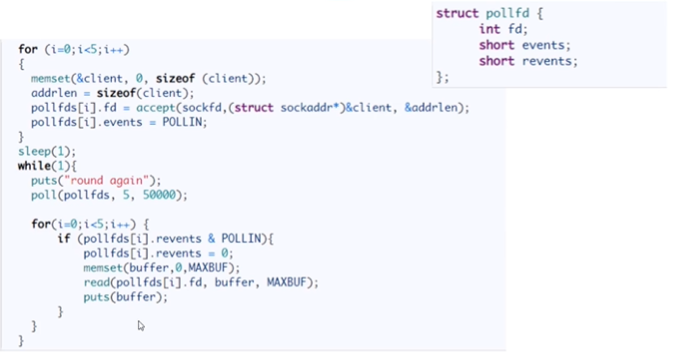 struct pollfd {
int fd;
short events;
short revents;
};
for (i=0;i<5;i++)
{
memset(&client, 0, sizeof (client));
addrlen = sizeof(client);
pollfds[i].fd = accept(sockfd,(struct sockaddr*)&client, &addrlen);
pollfds[i].events = POLLIN;
}
sleep(1);
while(1){
puts("round again");
poll(pollfds, 5, 50000);
for(i=0;i<5;i++) {
if (pollfds[i].revents & POLLIN){
pollfds[i].revents = 0;
memset(buffer,0,MAXBUF);
read(pollfds[i].fd, buffer, MAXBUF);
puts(buffer);
}
}
}